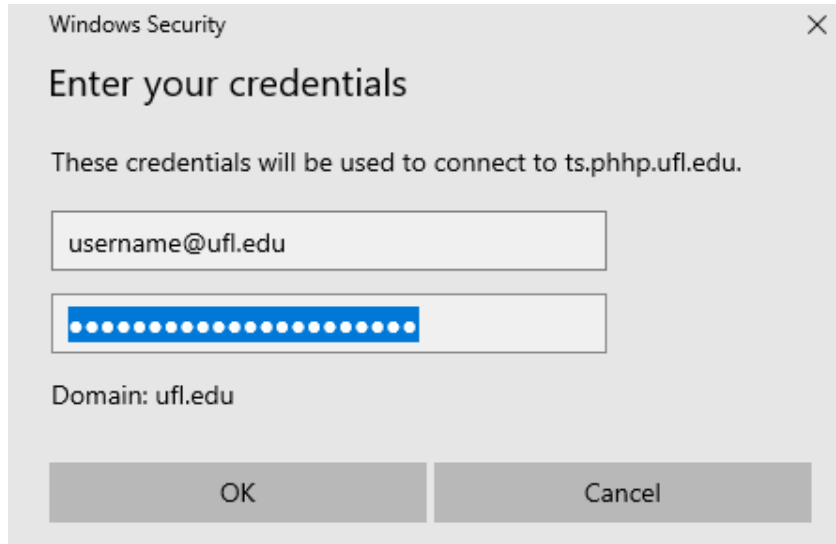 Windows Security
Enter your credentials
These credentials will be used to connect to ts.phhp.ufl.edu.
username@ufl.edu
●●●●●●●●●●●●●●●●●●●●●●
Domain: ufl.edu
OK
Cancel